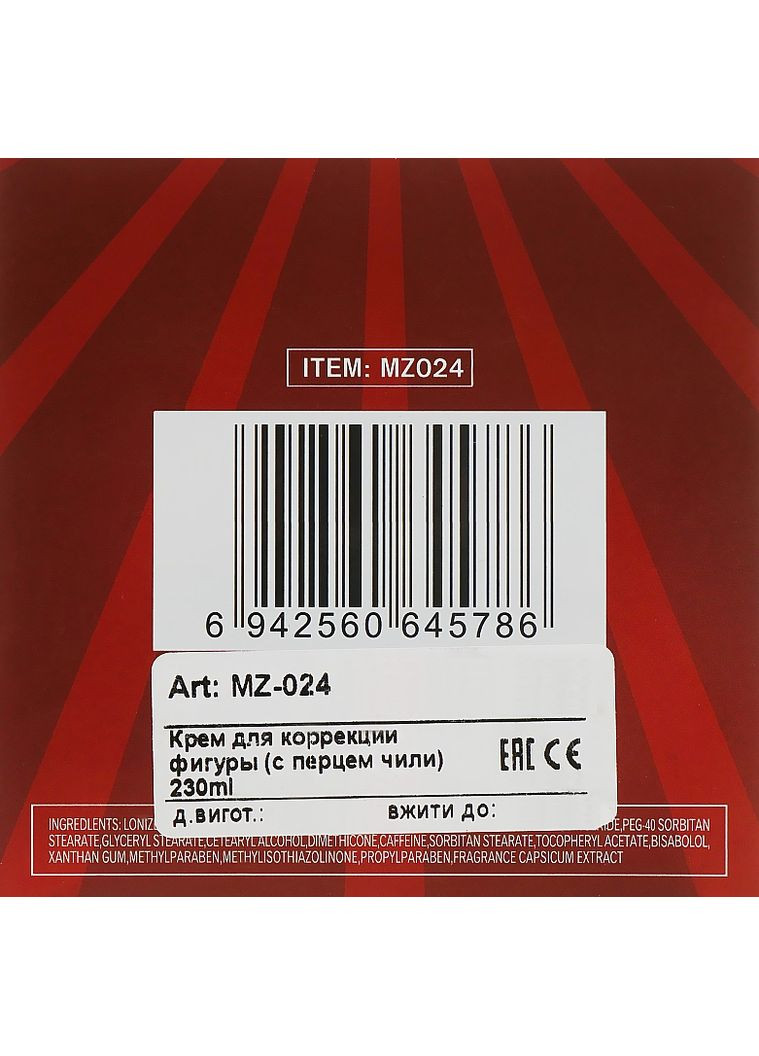 ITEM: MZ024
6 942560 645786
Art: MZ-024
Крем для коррекции
фигуры (с перцем чили)
230ml
EAC CE
д.вигот.: вжити до:
INGREDLENTS: LONIZ
IDE,PEG-40 SORBITAN
STEARATE,GLYCERYL STEARATE,CETEARYL ALCOHOL,DIMETHICONE,CAFFEINE,SORBITAN STEARATE,TOCOPHERYL ACETATE,BISABOLOL,
XANTHAN GUM,METHYLPARABEN,METHYLISOTHIAZOLINONE,PROPYLPARABEN,FRAGRANCE CAPSICUM EXTRACT